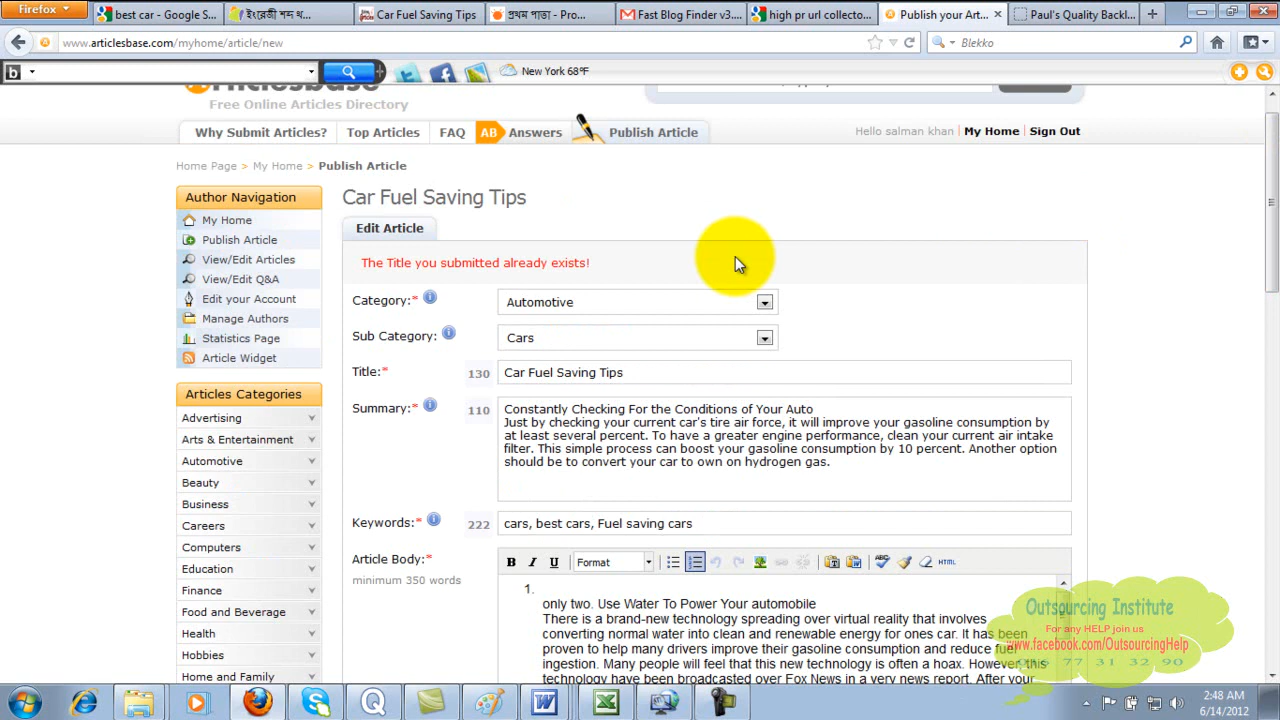 Firefox
best car - Google S...
ইংরেজী শব্দ খ...
Car Fuel Saving Tips
প্রথম পাতা - Pro...
Fast Blog Finder v3....
high pr url collecto...
Publish your Art...
Paul's Quality Backl...
www.articlesbase.com/myhome/article/new
Blekko
New York 68°F
Free Online Articles Directory
Why Submit Articles?
Top Articles
FAQ
AB Answers
Publish Article
Hello salman khan | My Home | Sign Out
Home Page > My Home > Publish Article
Author Navigation
My Home
Publish Article
View/Edit Articles
View/Edit Q&A
Edit your Account
Manage Authors
Statistics Page
Article Widget
Articles Categories
Advertising
Arts & Entertainment
Automotive
Beauty
Business
Careers
Computers
Education
Finance
Food and Beverage
Health
Hobbies
Home and Family
Car Fuel Saving Tips
Edit Article
The Title you submitted already exists!
Category:* Automotive
Sub Category: Cars
Title:* 130 Car Fuel Saving Tips
Summary:* 110 Constantly Checking For the Conditions of Your Auto
Just by checking your current car's tire air force, it will improve your gasoline consumption by
at least several percent. To have a greater engine performance, clean your current air intake
filter. This simple process can boost your gasoline consumption by 10 percent. Another option
should be to convert your car to own on hydrogen gas.
Keywords:* 222 cars, best cars, Fuel saving cars
Article Body:*
minimum 350 words
B I U Format HTML
1.
only two. Use Water To Power Your automobile
There is a brand-new technology spreading over virtual reality that involves
converting normal water into clean and renewable energy for ones car. It has been
proven to help many drivers improve their gasoline consumption and reduce fuel
ingestion. Many people will feel that this new technology is often a hoax. However this
technology have been broadcasted over Fox News in a very news report. After your
Outsourcing Institute
For any HELP join us
www.facebook.com/OutsourcingHelp
77 31 32 90
2:48 AM
6/14/2012